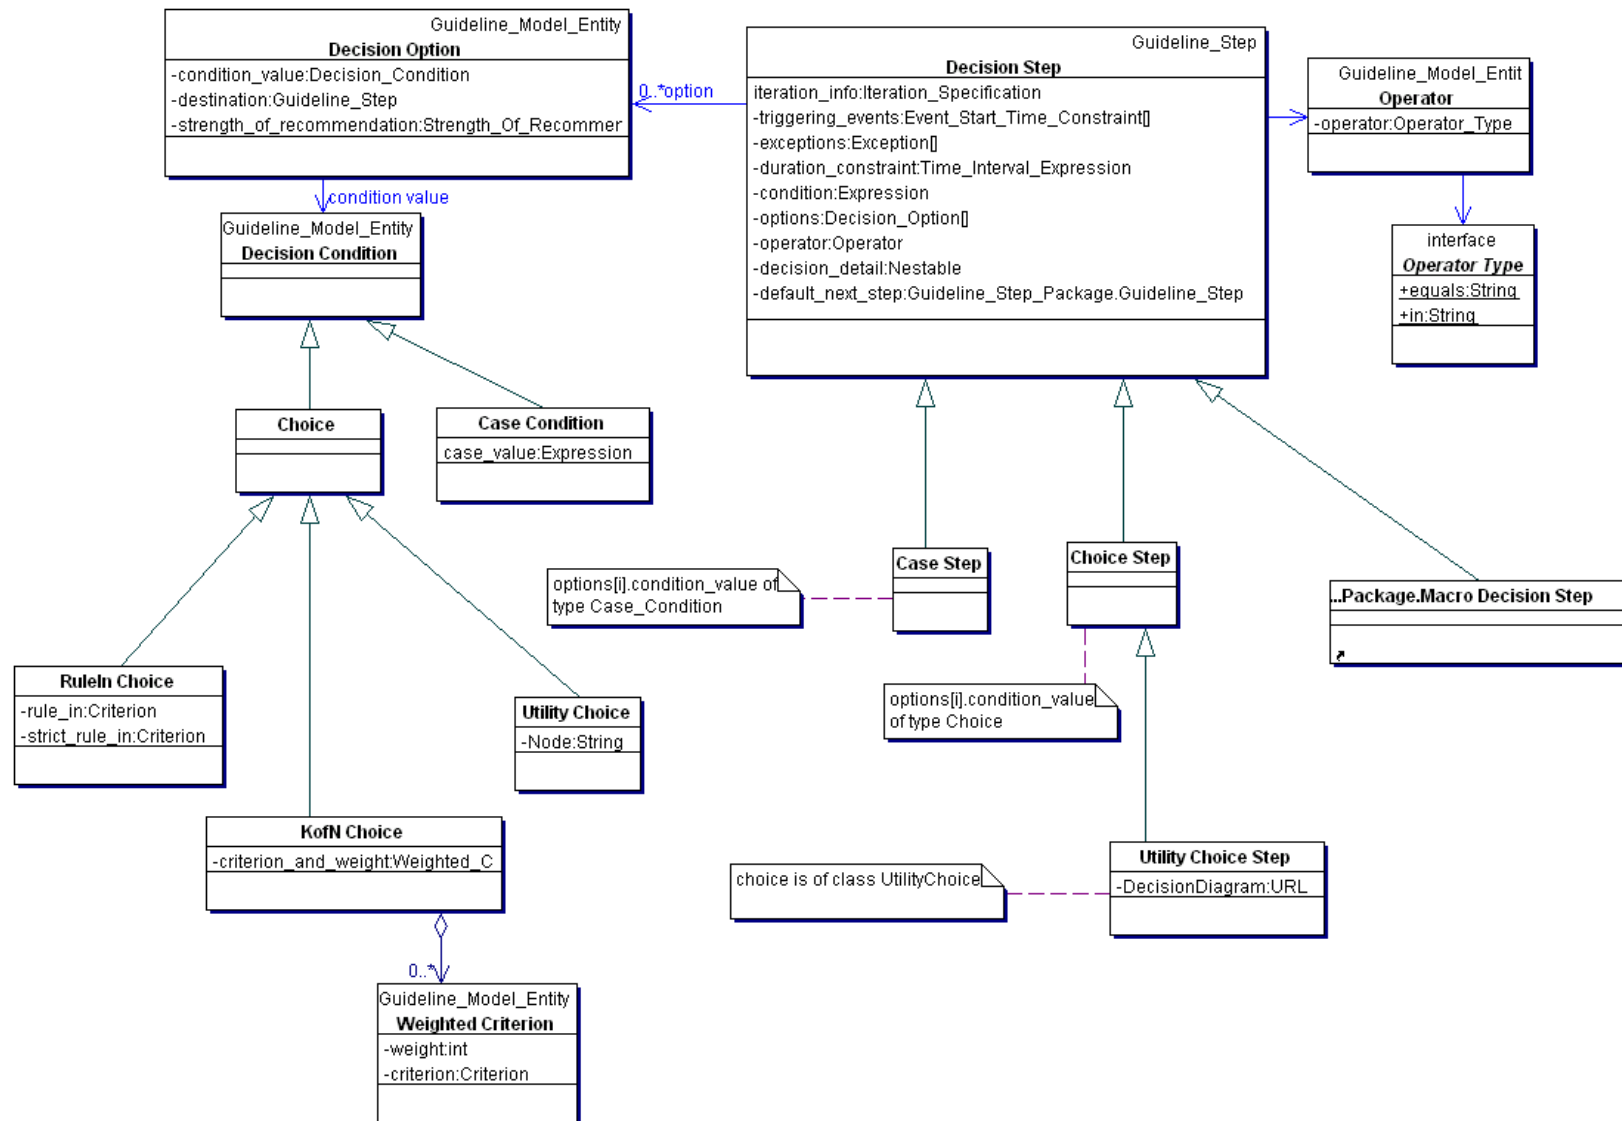 Guideline_Model_Entity
Decision Option
-condition_value:Decision_Condition
-destination:Guideline_Step
-strength_of_recommendation:Strength_Of_Recommer
0..*option
Guideline_Step
Decision Step
iteration_info:Iteration_Specification
-triggering_events:Event_Start_Time_Constraint[]
-exceptions:Exception[]
-duration_constraint:Time_Interval_Expression
-condition:Expression
-options:Decision_Option[]
-operator:Operator
-decision_detail:Nestable
-default_next_step:Guideline_Step_Package.Guideline_Step
Guideline_Model_Entit
Operator
-operator:Operator_Type
interface
Operator Type
+equals:String
+in:String
condition value
Guideline_Model_Entity
Decision Condition
Choice
Case Condition
case_value:Expression
options[i].condition_value of
type Case_Condition
Case Step
Choice Step
...Package.Macro Decision Step
RuleIn Choice
-rule_in:Criterion
-strict_rule_in:Criterion
Utility Choice
-Node:String
options[i].condition_value
of type Choice
KofN Choice
-criterion_and_weight:Weighted_C
choice is of class UtilityChoice
Utility Choice Step
-DecisionDiagram:URL
0..*
Guideline_Model_Entity
Weighted Criterion
-weight:int
-criterion:Criterion